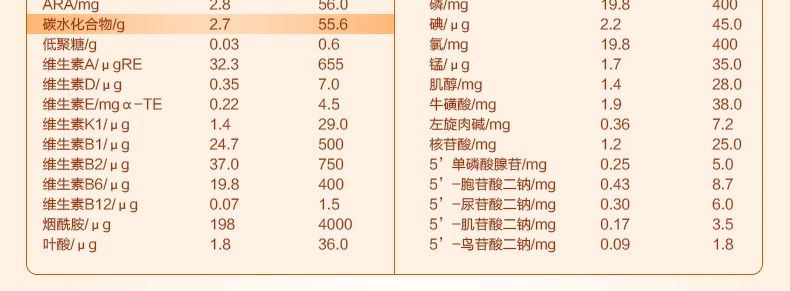 ARA/mg 2.8 56.0
碳水化合物/g 2.7 55.6
低聚糖/g 0.03 0.6
维生素A/μgRE 32.3 655
维生素D/μg 0.35 7.0
维生素E/mgα-TE 0.22 4.5
维生素K1/μg 1.4 29.0
维生素B1/μg 24.7 500
维生素B2/μg 37.0 750
维生素B6/μg 19.8 400
维生素B12/μg 0.07 1.5
烟酰胺/μg 198 4000
叶酸/μg 1.8 36.0
磷/mg 19.8 400
碘/μg 2.2 45.0
氯/mg 19.8 400
锰/μg 1.7 35.0
肌醇/mg 1.4 28.0
牛磺酸/mg 1.9 38.0
左旋肉碱/mg 0.36 7.2
核苷酸/mg 1.2 25.0
5’单磷酸腺苷/mg 0.25 5.0
5’-胞苷酸二钠/mg 0.43 8.7
5’-尿苷酸二钠/mg 0.30 6.0
5’-肌苷酸二钠/mg 0.17 3.5
5’-鸟苷酸二钠/mg 0.09 1.8